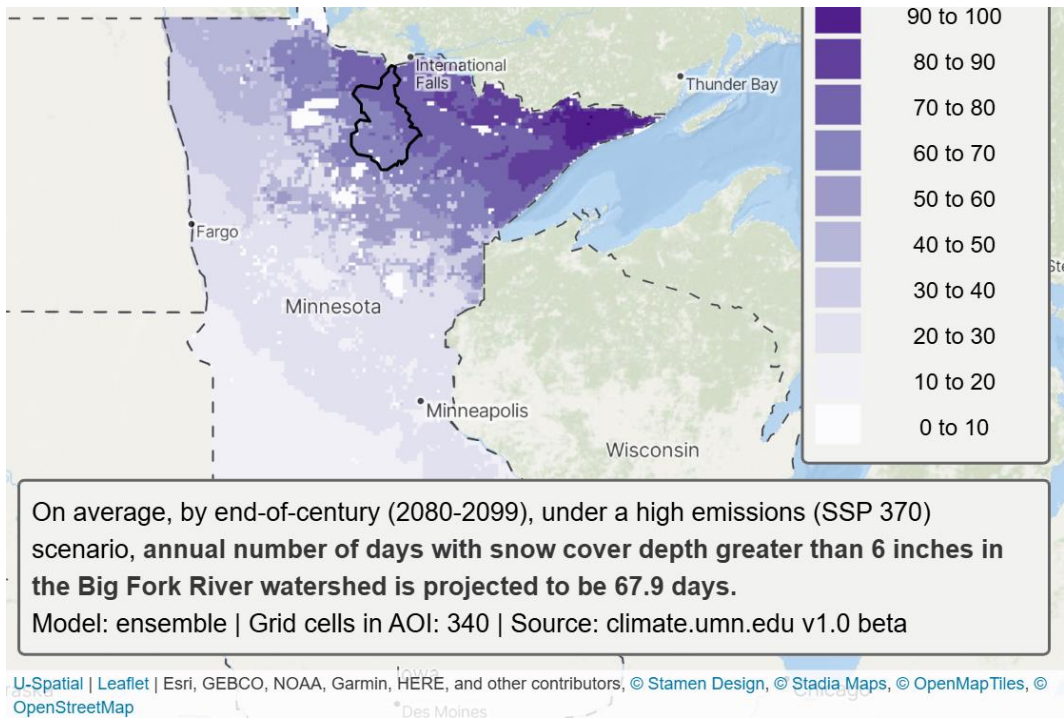 90 to 100
80 to 90
70 to 80
60 to 70
50 to 60
40 to 50
30 to 40
20 to 30
10 to 20
0 to 10
International
Falls
Thunder Bay
Fargo
Minnesota
Minneapolis
Wisconsin
Ste
On average, by end-of-century (2080-2099), under a high emissions (SSP 370)
scenario, annual number of days with snow cover depth greater than 6 inches in
the Big Fork River watershed is projected to be 67.9 days.
Model: ensemble | Grid cells in AOI: 340 | Source: climate.umn.edu v1.0 beta
Iowa
Chicago
U-Spatial | Leaflet | Esri, GEBCO, NOAA, Garmin, HERE, and other contributors, © Stamen Design, © Stadia Maps, © OpenMapTiles, ©
OpenStreetMap
Des Moines